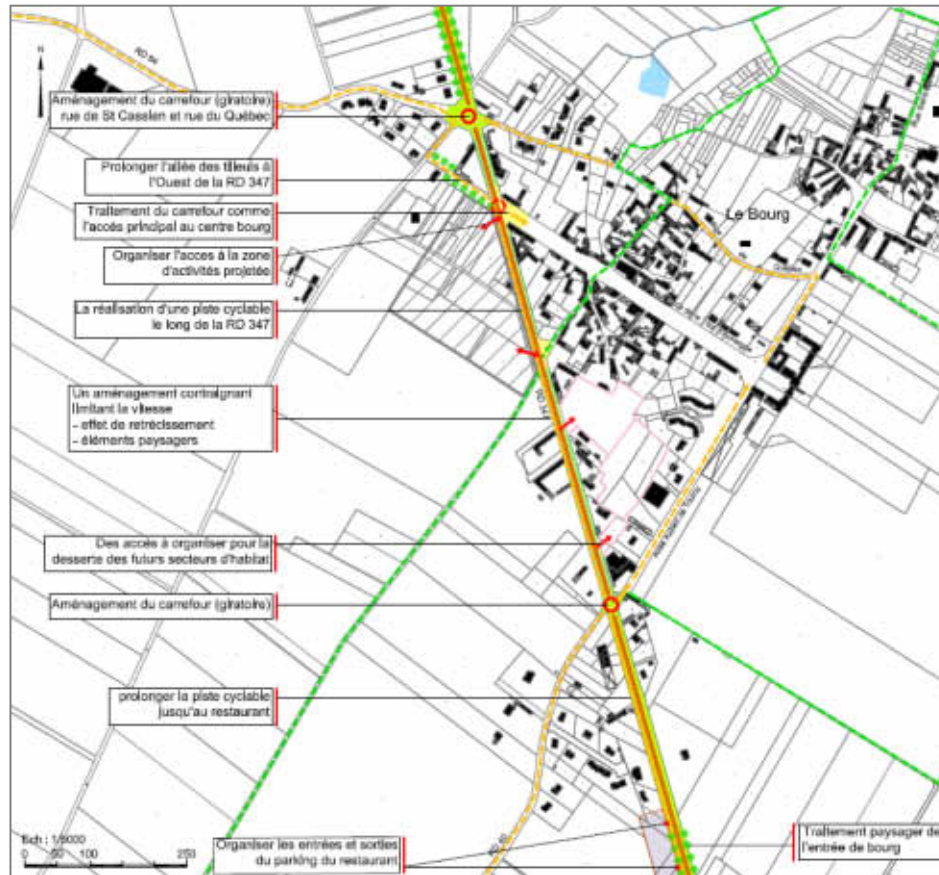 RD 64
N
Aménagement du carrefour (giratoire)
rue de St Cassien et rue du Québec
Prolonger l'allée des tilleuls à
l'Ouest de la RD 347
Traitement du carrefour comme
l'accès principal au centre bourg
Le Bourg
Organiser l'acces à la zone
d'activités projetée
La réalisation d'une piste cyclable
le long de la RD 347
Un aménagement contraignant
limitant la vitesse
- effet de retrécissement
- éléments paysagers
RD 347
Des accès à organiser pour la
desserte des futurs secteurs d'habitat
Aménagement du carrefour (giratoire)
prolonger la piste cyclable
jusqu'au restaurant
Ech : 1/5000
0 50 100 250
Organiser les entrées et sorties
du parking du restaurant
Traitement paysager de
l'entrée de bourg